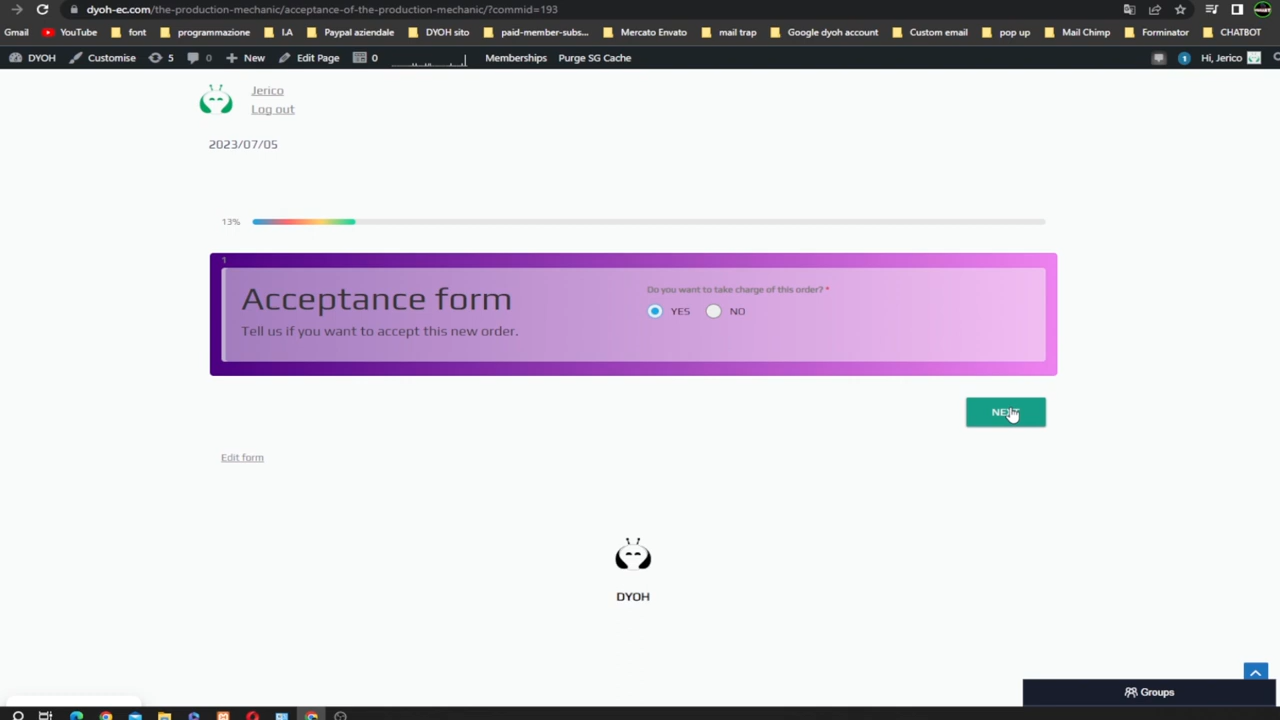 dyoh-ec.com/the-production-mechanic/acceptance-of-the-production-mechanic/?commid=193
Gmail YouTube font programmazione I.A Paypal aziendale DYOH sito paid-member-subs... Mercato Envato mail trap Google dyoh account Custom email pop up Mail Chimp Forminator CHATBOT
DYOH Customise 5 0 New Edit Page 0 Memberships Purge SG Cache 1 Hi, Jerico
Jerico
Log out
2023/07/05
13%
1
Acceptance form
Tell us if you want to accept this new order.
Do you want to take charge of this order? *
YES NO
NEXT
Edit form
DYOH
Groups